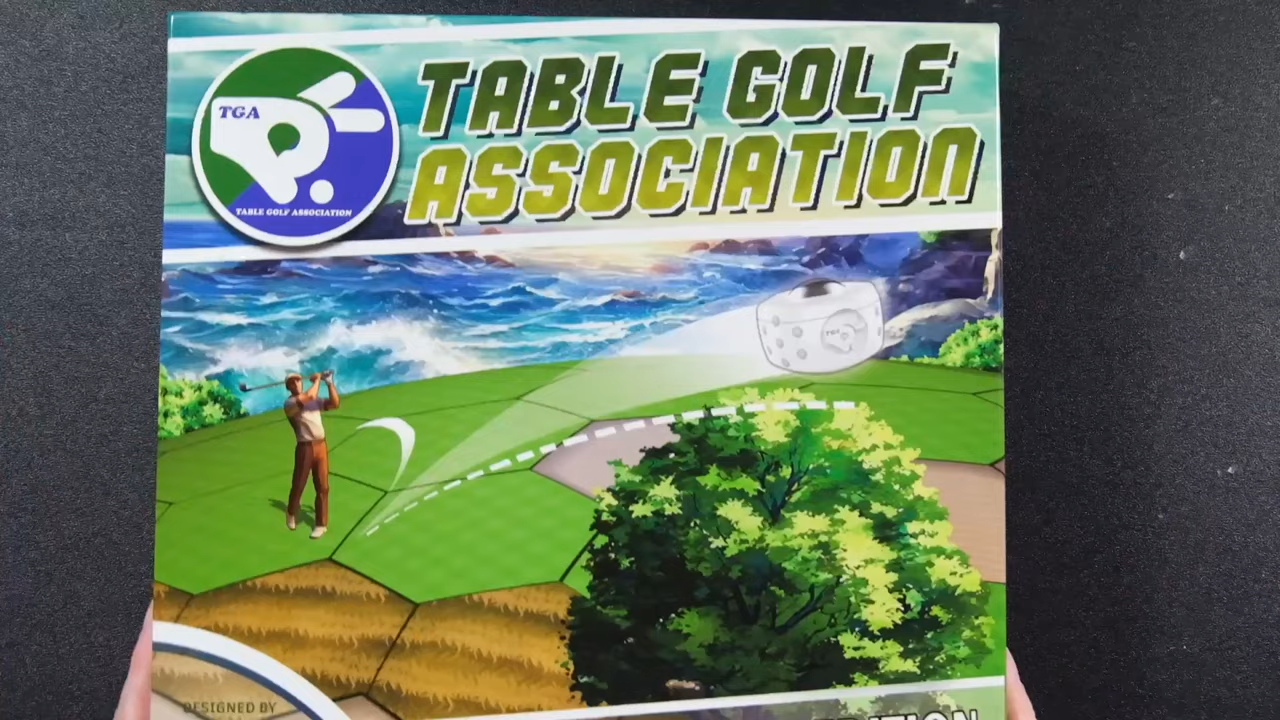 TGA
TABLE GOLF ASSOCIATION
TABLE GOLF
ASSOCIATION
TGA
DESIGNED BY